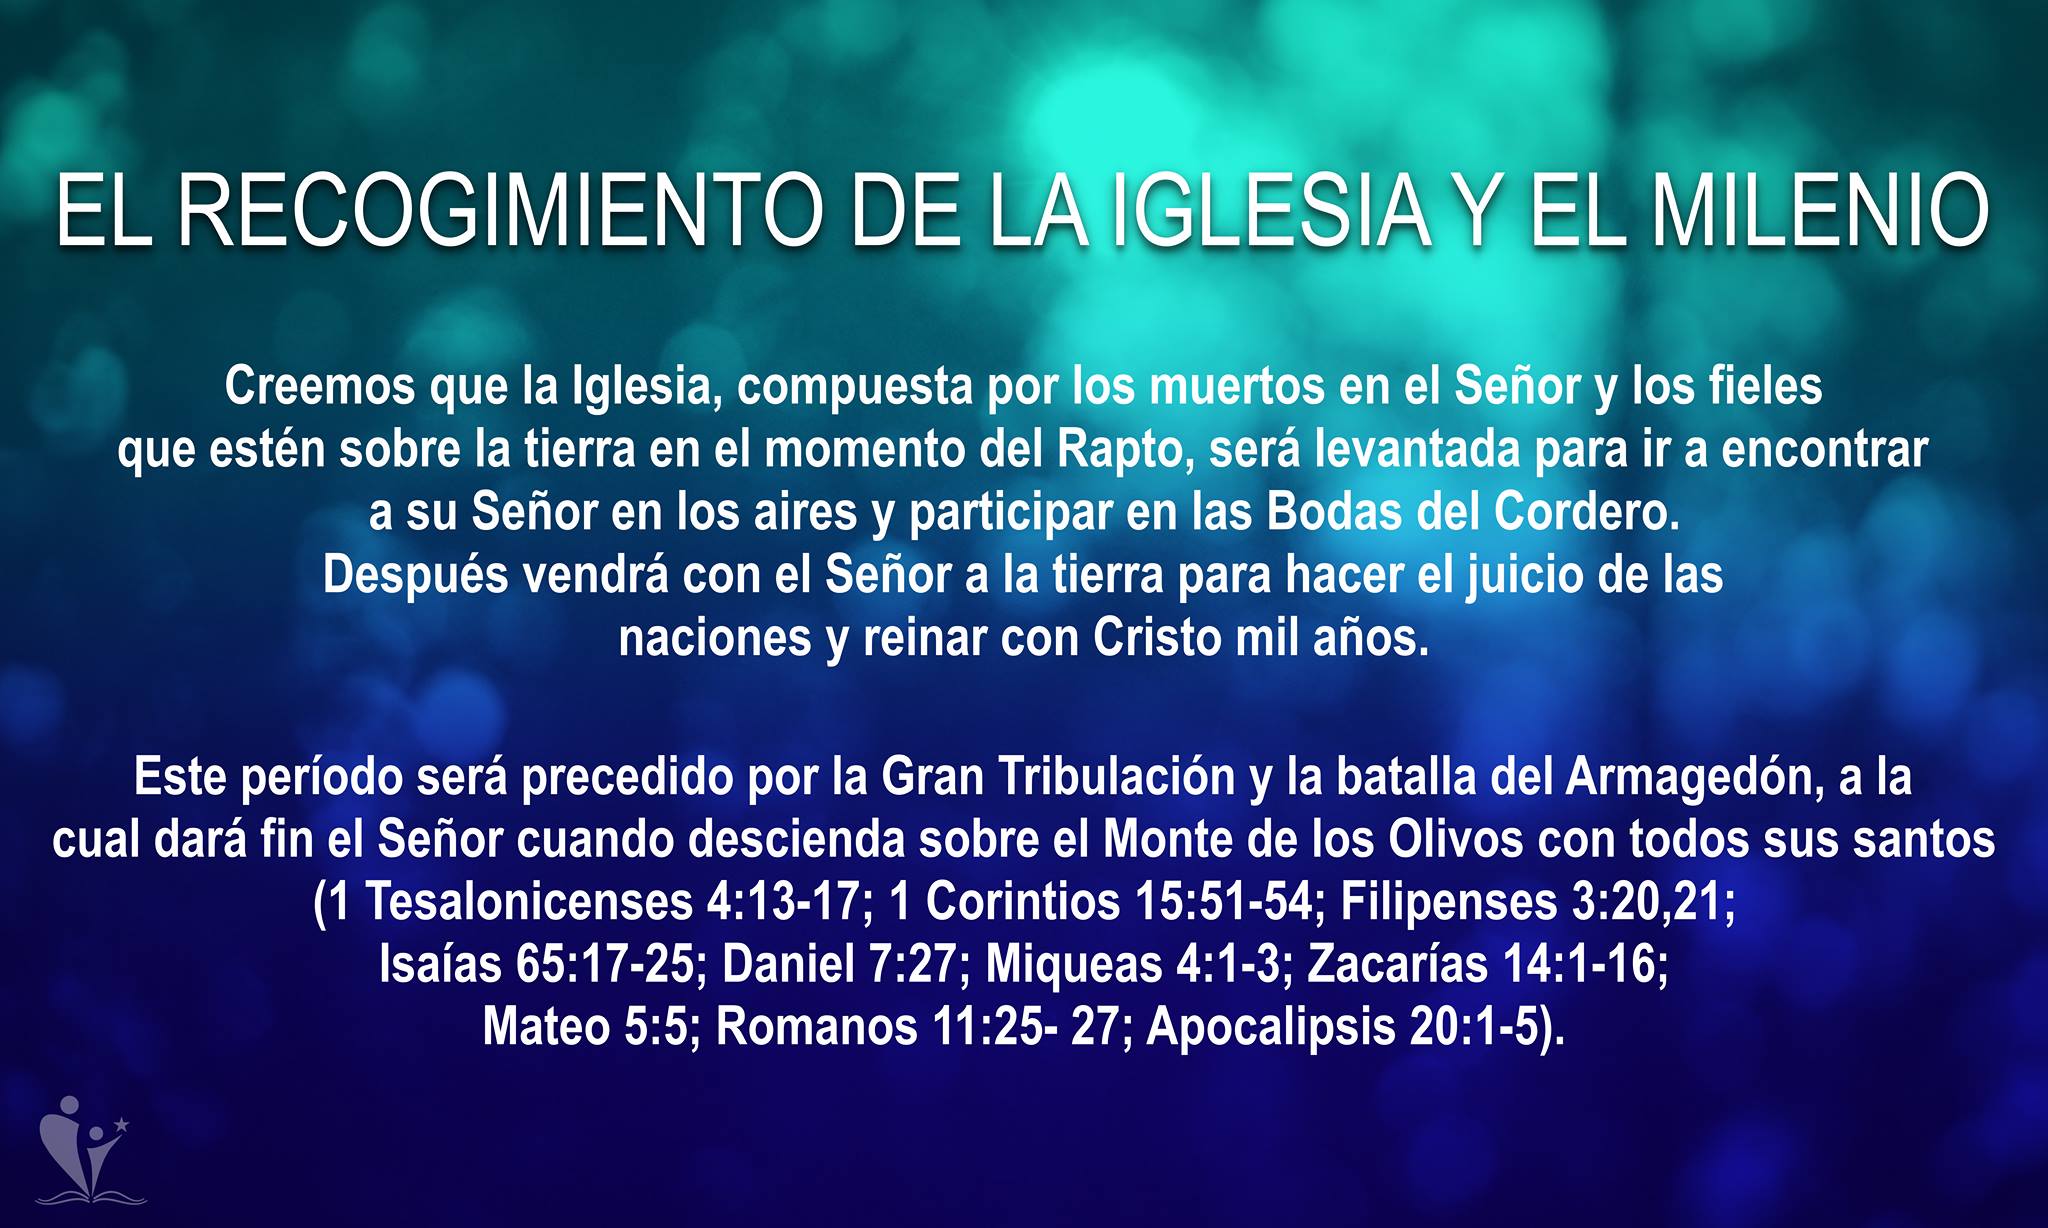 EL RECOGIMIENTO DE LA IGLESIA Y EL MILENIO
Creemos que la Iglesia, compuesta por los muertos en el Señor y los fieles
que estén sobre la tierra en el momento del Rapto, será levantada para ir a encontrar
a su Señor en los aires y participar en las Bodas del Cordero.
Después vendrá con el Señor a la tierra para hacer el juicio de las
naciones y reinar con Cristo mil años.
Este período será precedido por la Gran Tribulación y la batalla del Armagedón, a la
cual dará fin el Señor cuando descienda sobre el Monte de los Olivos con todos sus santos
(1 Tesalonicenses 4:13-17; 1 Corintios 15:51-54; Filipenses 3:20,21;
Isaías 65:17-25; Daniel 7:27; Miqueas 4:1-3; Zacarías 14:1-16;
Mateo 5:5; Romanos 11:25- 27; Apocalipsis 20:1-5).